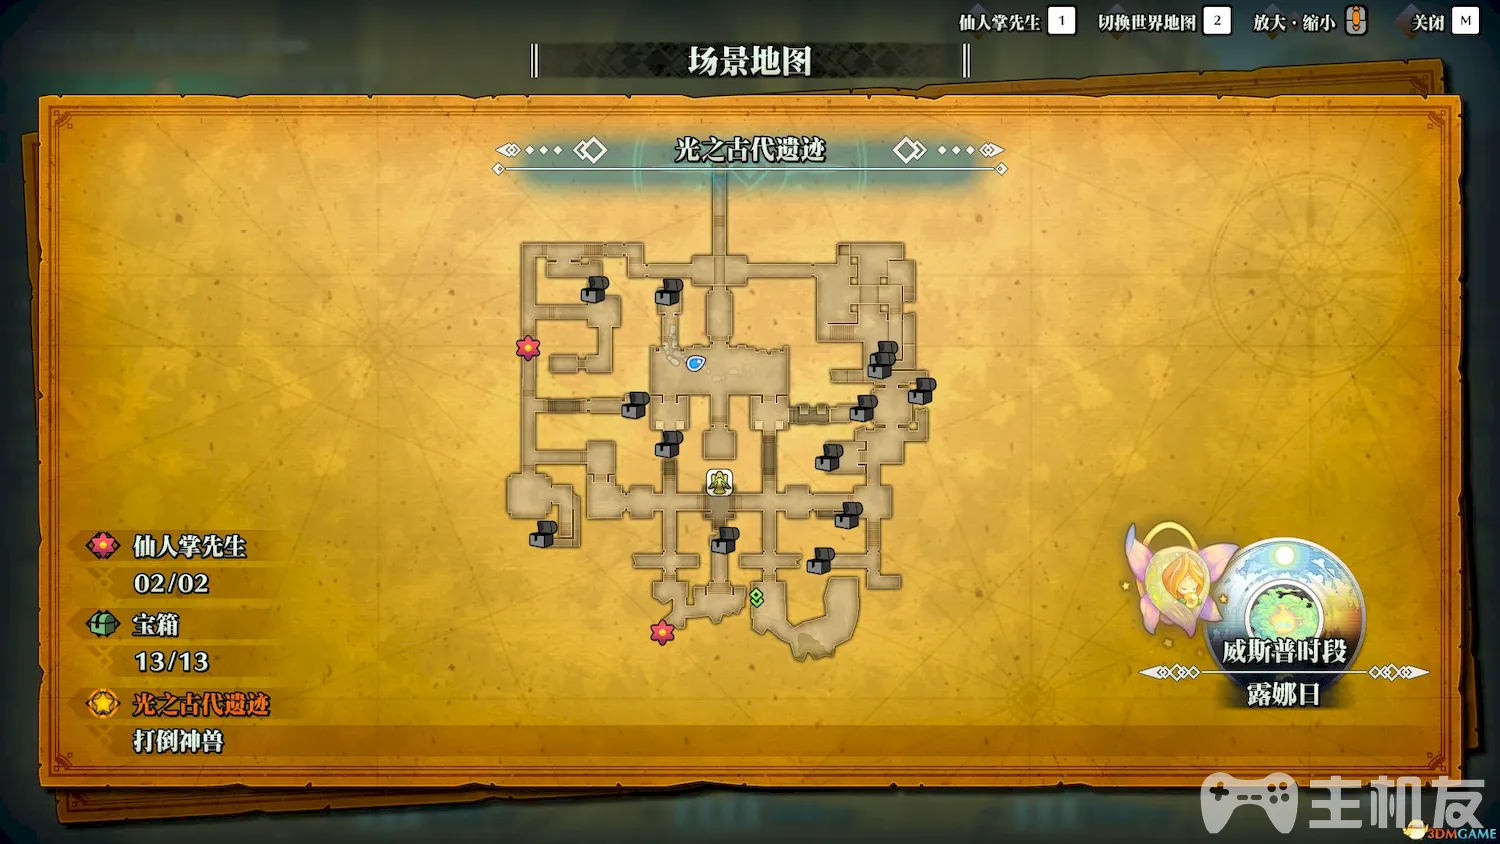 仙人掌先生 1 切换世界地图 2 放大·缩小 关闭 M
场景地图
光之古代遗迹
仙人掌先生
02/02
宝箱
13/13
光之古代遗迹
打倒神兽
威斯普时段
露娜日
主机友
3DMGAME